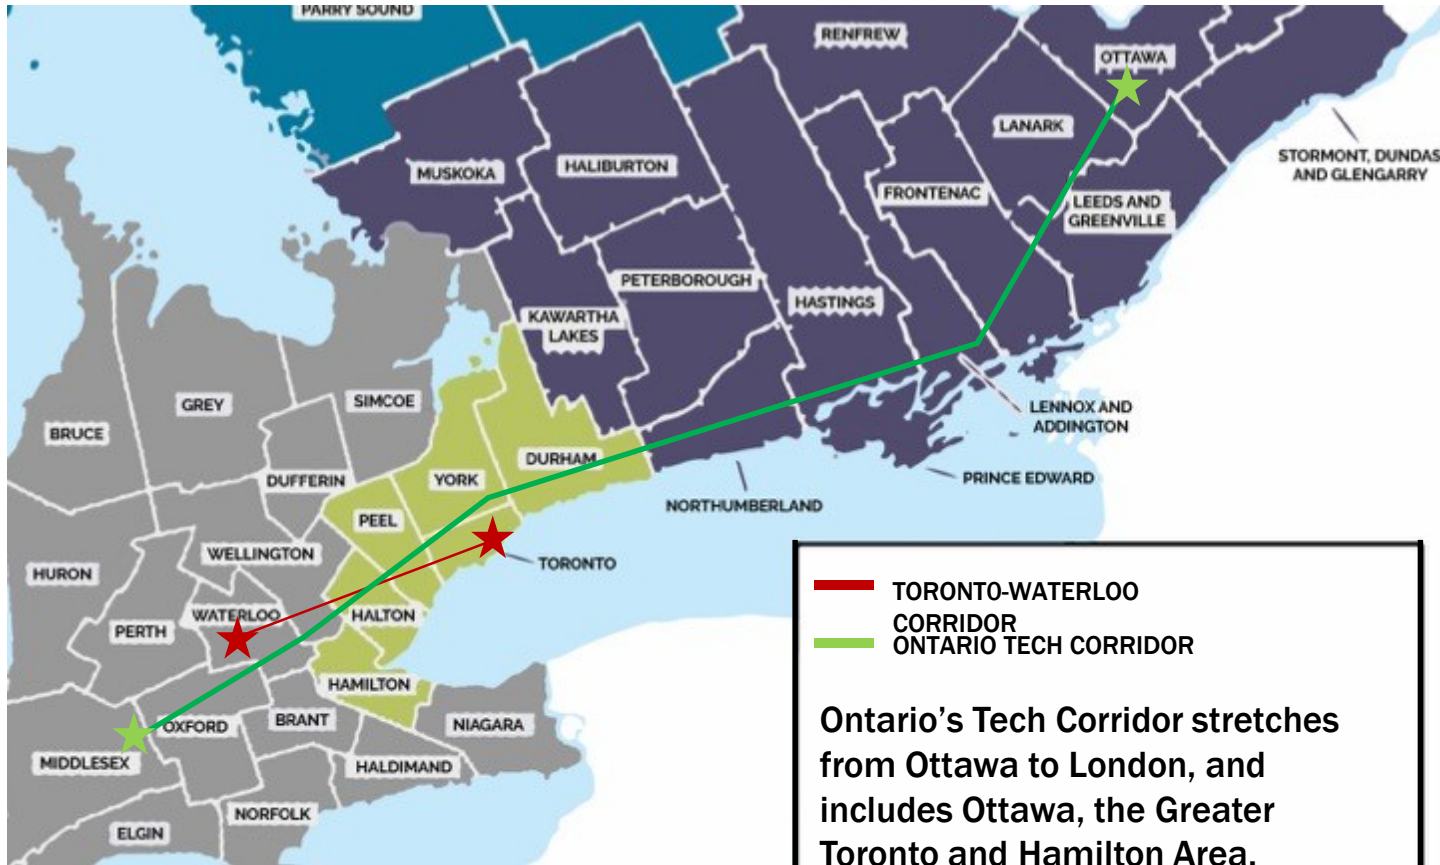 PARRY SOUND
RENFREW
OTTAWA
LANARK
STORMONT, DUNDAS
AND GLENGARRY
MUSKOKA
HALIBURTON
FRONTENAC
LEEDS AND
GREENVILLE
PETERBOROUGH
HASTINGS
KAWARTHA
LAKES
GREY
SIMCOE
BRUCE
LENNOX AND
ADDINGTON
DURHAM
YORK
DUFFERIN
PRINCE EDWARD
NORTHUMBERLAND
PEEL
WELLINGTON
TORONTO
HURON
WATERLOO
PERTH
HALTON
HAMILTON
OXFORD
BRANT
NIAGARA
MIDDLESEX
HALDIMAND
NORFOLK
ELGIN
TORONTO-WATERLOO
CORRIDOR
ONTARIO TECH CORRIDOR
Ontario’s Tech Corridor stretches
from Ottawa to London, and
includes Ottawa, the Greater
Toronto and Hamilton Area,